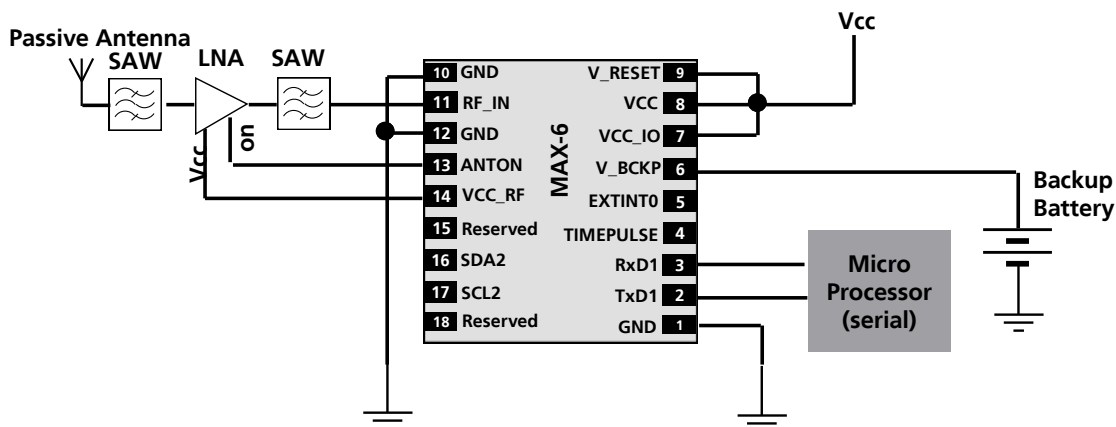 Passive Antenna
SAW
LNA
SAW
Vcc
on
Vcc
MAX-6
10 GND
11 RF_IN
12 GND
13 ANTON
14 VCC_RF
15 Reserved
16 SDA2
17 SCL2
18 Reserved
V_RESET 9
VCC 8
VCC_IO 7
V_BCKP 6
EXTINT0 5
TIMEPULSE 4
RxD1 3
TxD1 2
GND 1
Backup
Battery
Micro
Processor
(serial)